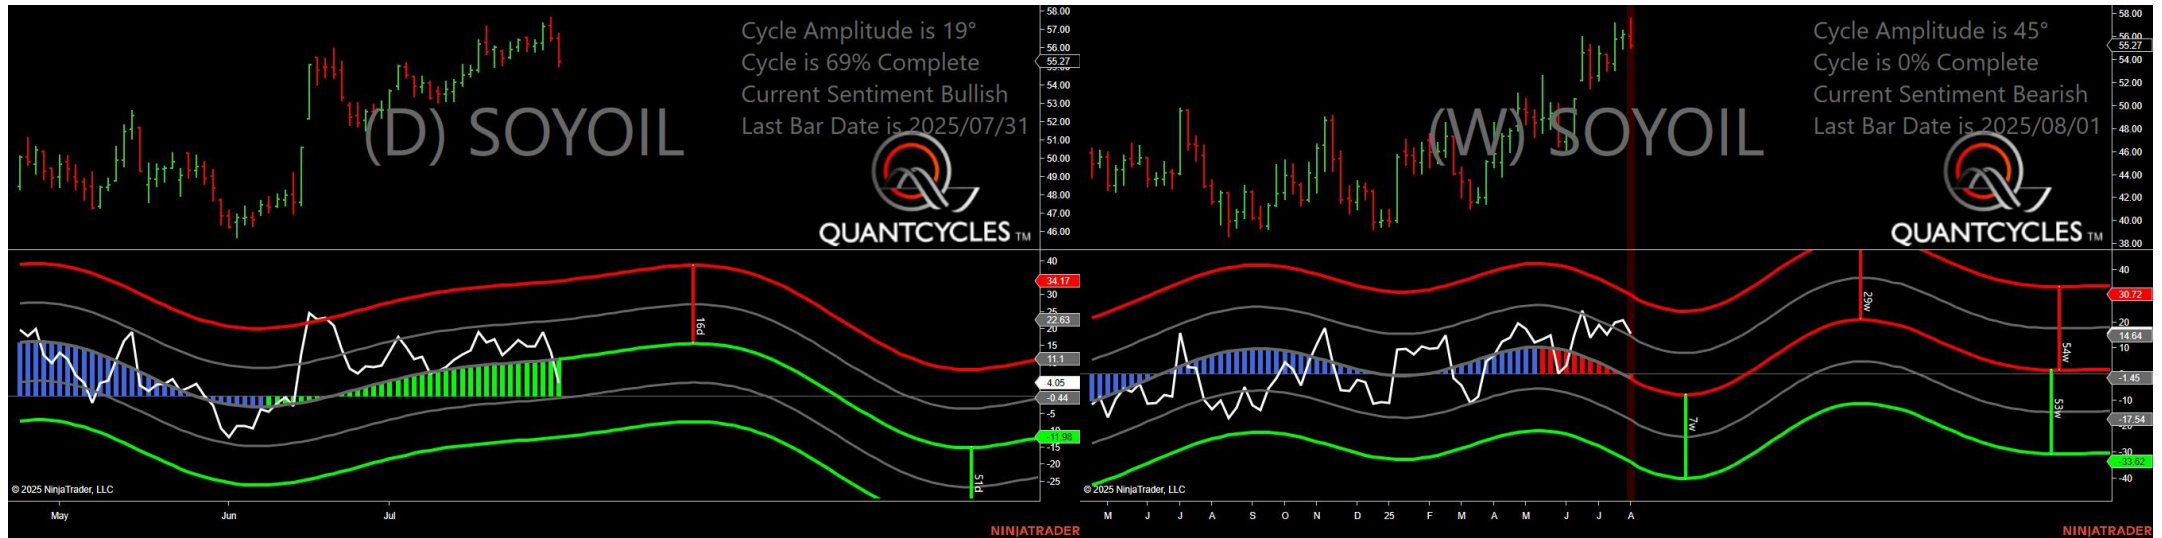 Cycle Amplitude is 19°
Cycle is 69% Complete
Current Sentiment Bullish
Last Bar Date is 2025/07/31
(D) SOYOIL
QUANTCYCLES TM
58.00
57.00
56.00
55.27
54.00
53.00
52.00
51.00
50.00
49.00
48.00
47.00
46.00
40
34.17
30
25
22.63
20
15
11.1
4.05
-0.44
-5
-11.98
-15
-20
-25
16d
51d
© 2025 NinjaTrader, LLC
May Jun Jul
NINJATRADER
Cycle Amplitude is 45°
Cycle is 0% Complete
Current Sentiment Bearish
Last Bar Date is 2025/08/01
(W) SOYOIL
QUANTCYCLES TM
58.00
56.00
55.27
54.00
52.00
50.00
48.00
46.00
44.00
42.00
40.00
38.00
40
30.72
20
14.64
10
-1.45
-10
-17.54
-30
-33.62
-40
29w
54w
7w
53w
© 2025 NinjaTrader, LLC
M J J A S O N D 25 F M A M J J A
NINJATRADER